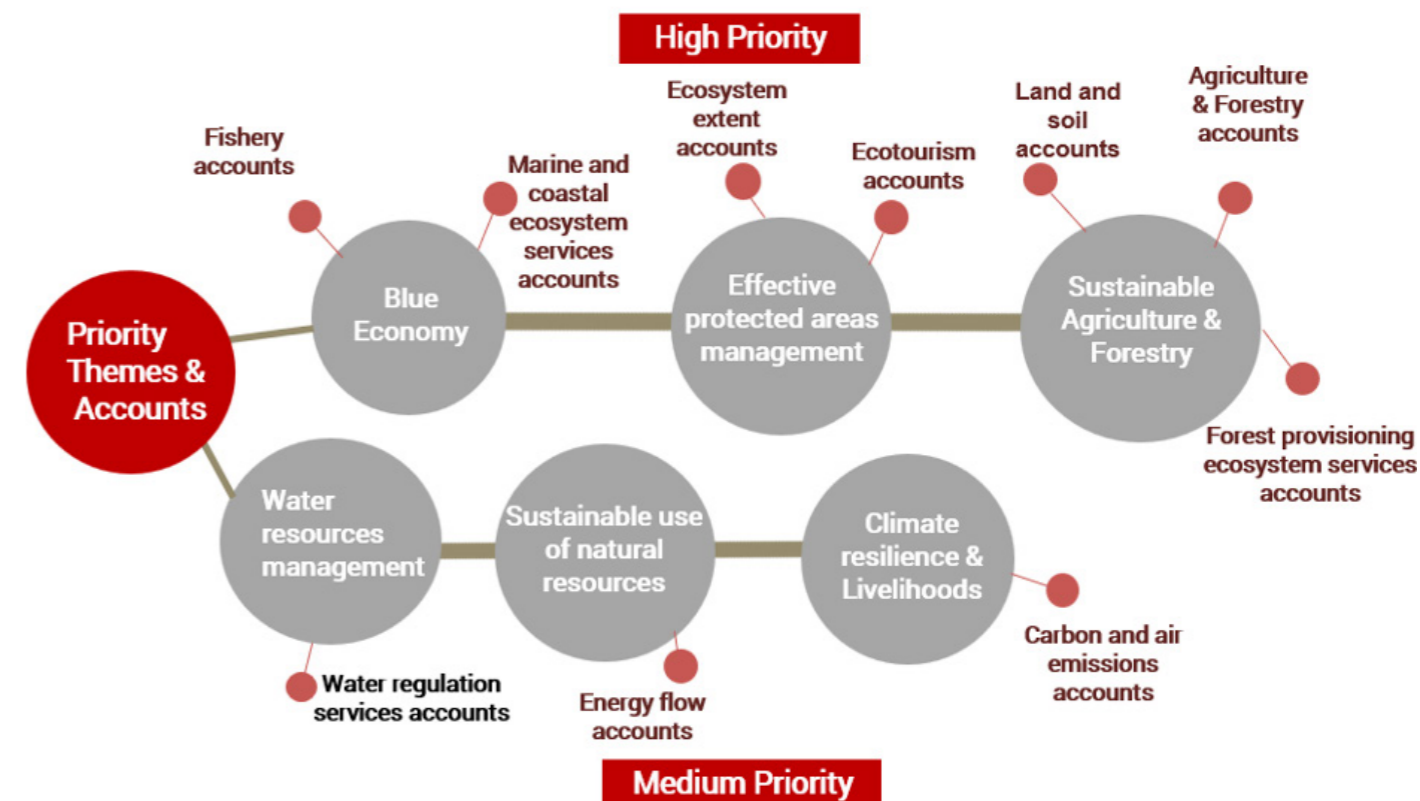 High Priority
Fishery
accounts
Marine and
coastal
ecosystem
services
accounts
Ecosystem
extent
accounts
Ecotourism
accounts
Land and
soil
accounts
Agriculture
& Forestry
accounts
Priority
Themes &
Accounts
Blue
Economy
Effective
protected areas
management
Sustainable
Agriculture &
Forestry
Forest provisioning
ecosystem services
accounts
Water
resources
management
Sustainable use
of natural
resources
Climate
resilience &
Livelihoods
Water regulation
services accounts
Energy flow
accounts
Carbon and air
emissions
accounts
Medium Priority